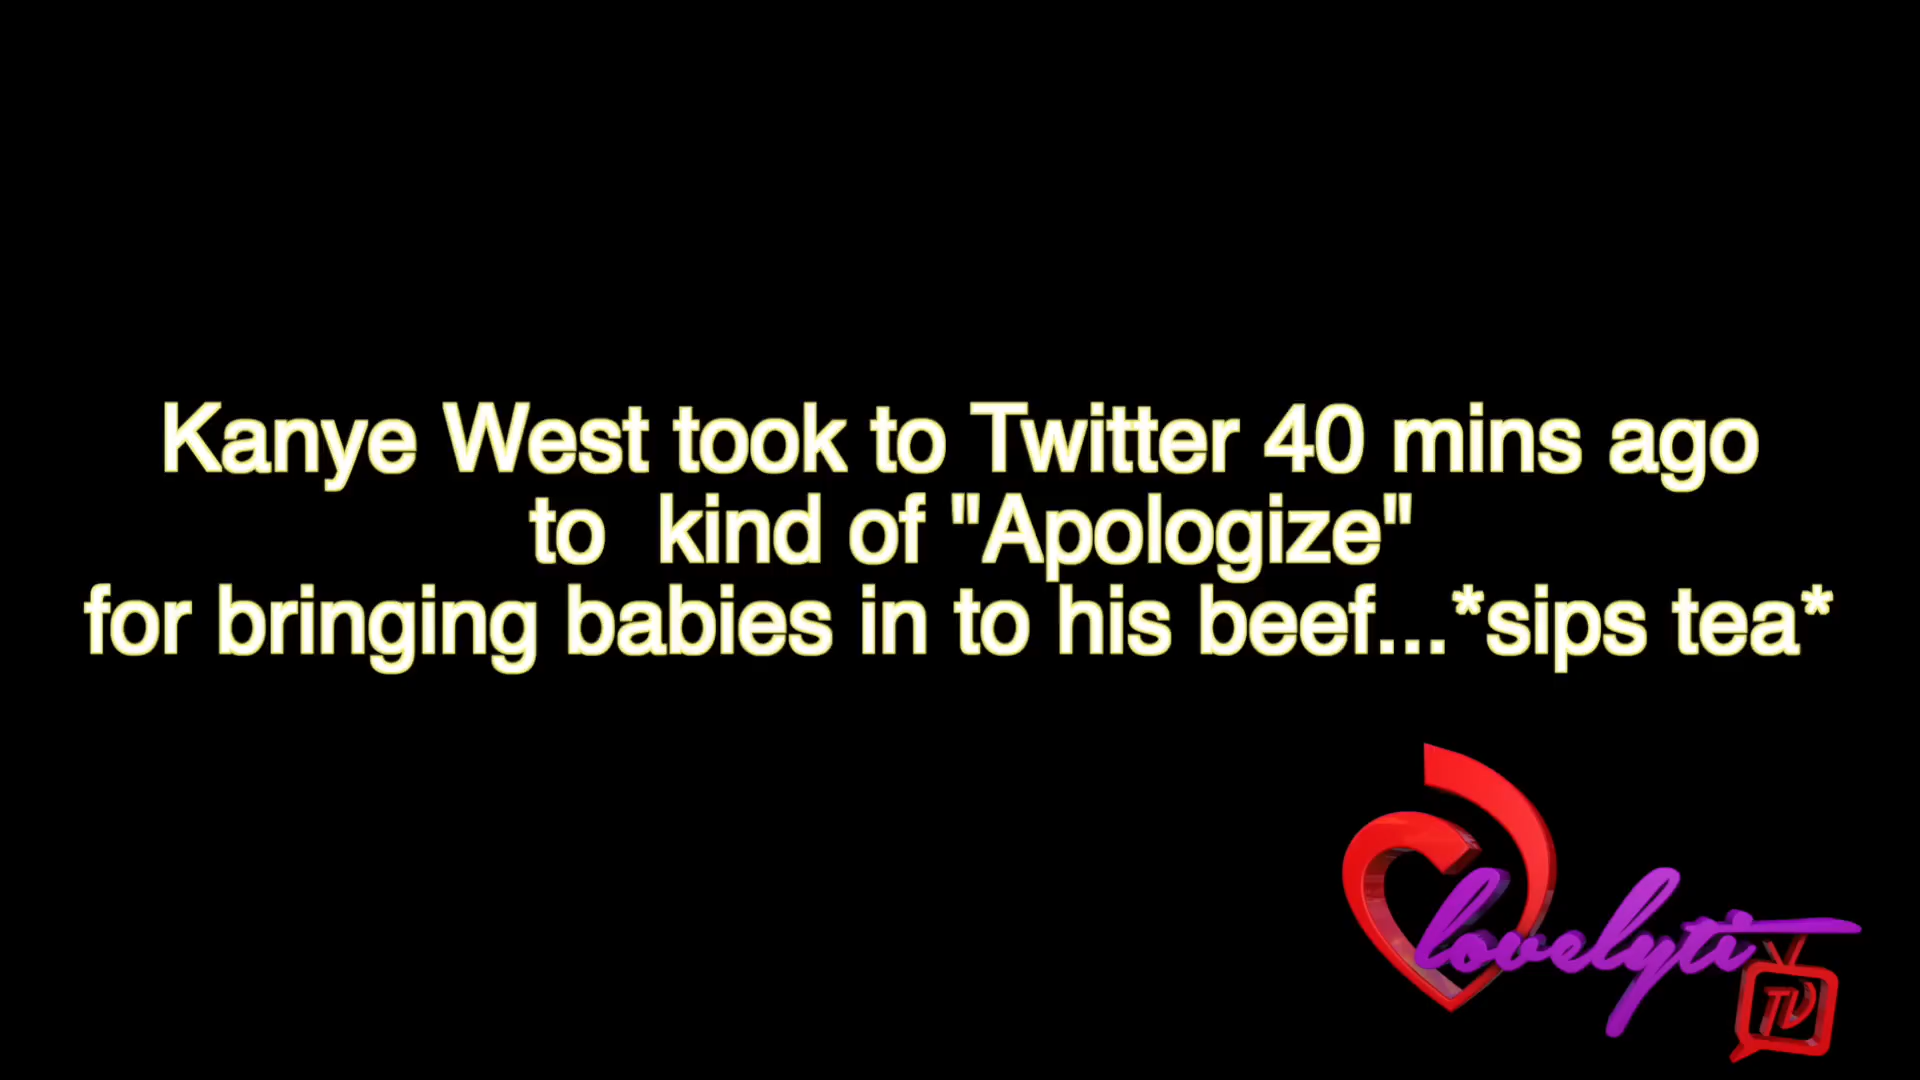 Kanye West took to Twitter 40 mins ago
to  kind of "Apologize"
for bringing babies in to his beef...*sips tea*
lovelyti
TV